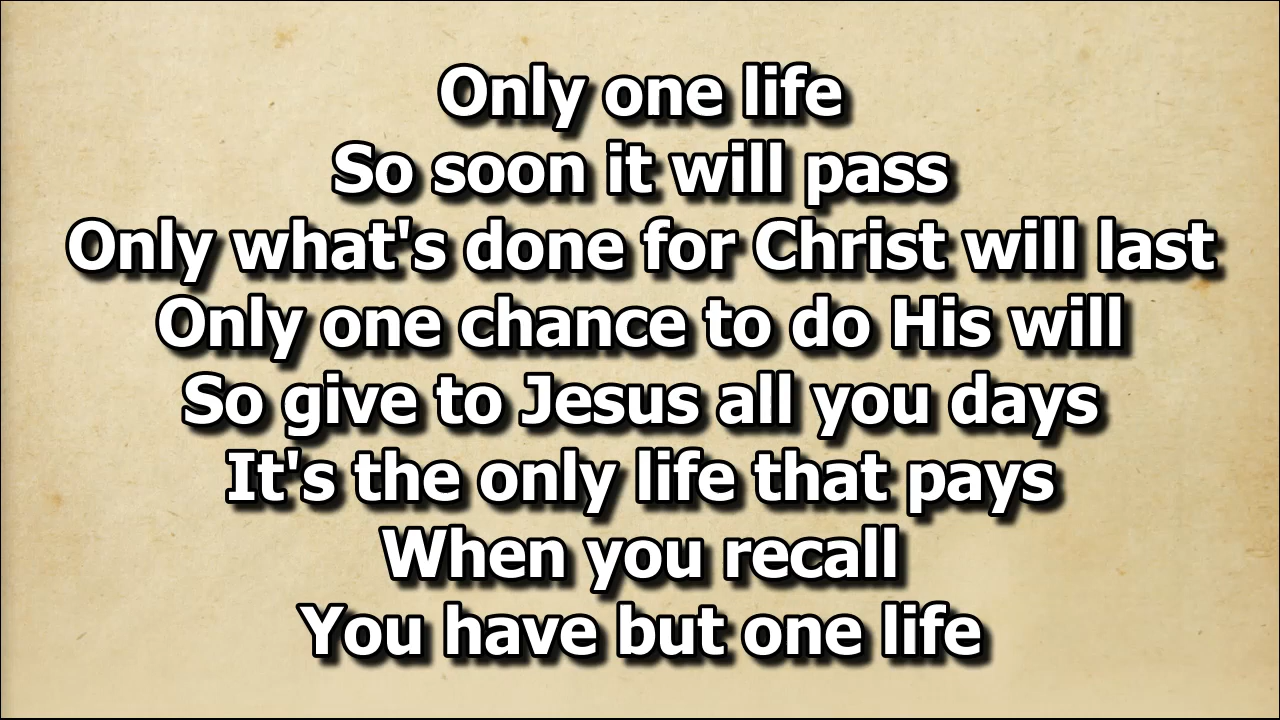 Only one life
So soon it will pass
Only what's done for Christ will last
Only one chance to do His will
So give to Jesus all you days
It's the only life that pays
When you recall
You have but one life